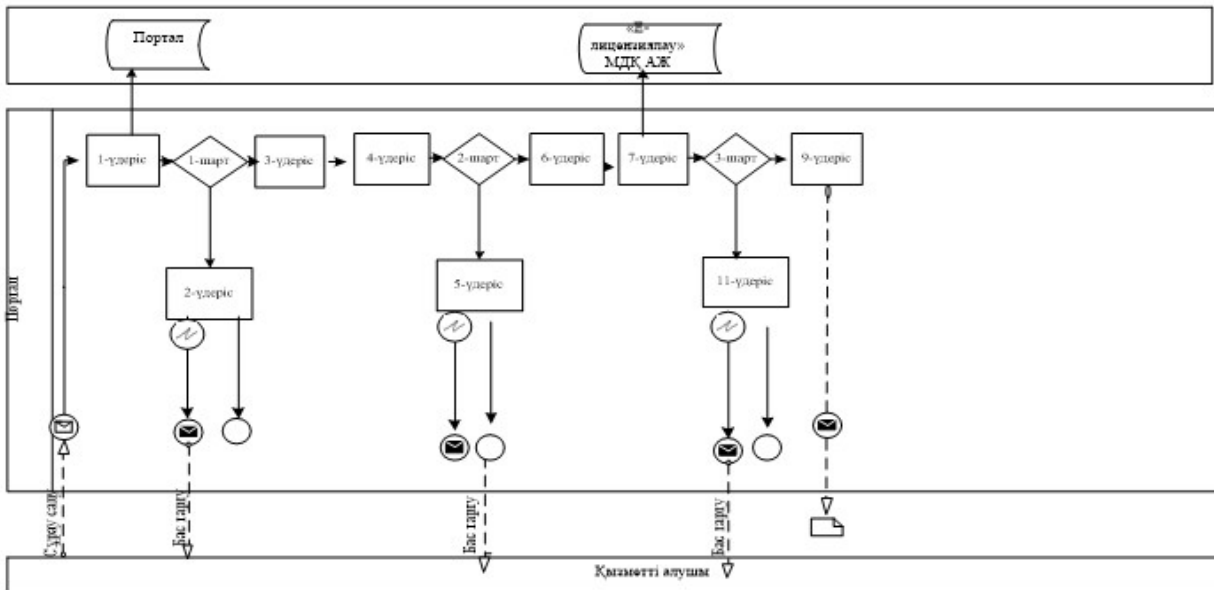 Портал
«Е-
лицензиялау»
МДҚ АЖ
Портал
1-үдеріс
1-шарт
3-үдеріс
4-үдеріс
2-шарт
6-үдеріс
7-үдеріс
3-шарт
9-үдеріс
2-үдеріс
5-үдеріс
11-үдеріс
Сұрау салу
Бас тарту
Бас тарту
Бас тарту
Қызметті алушы